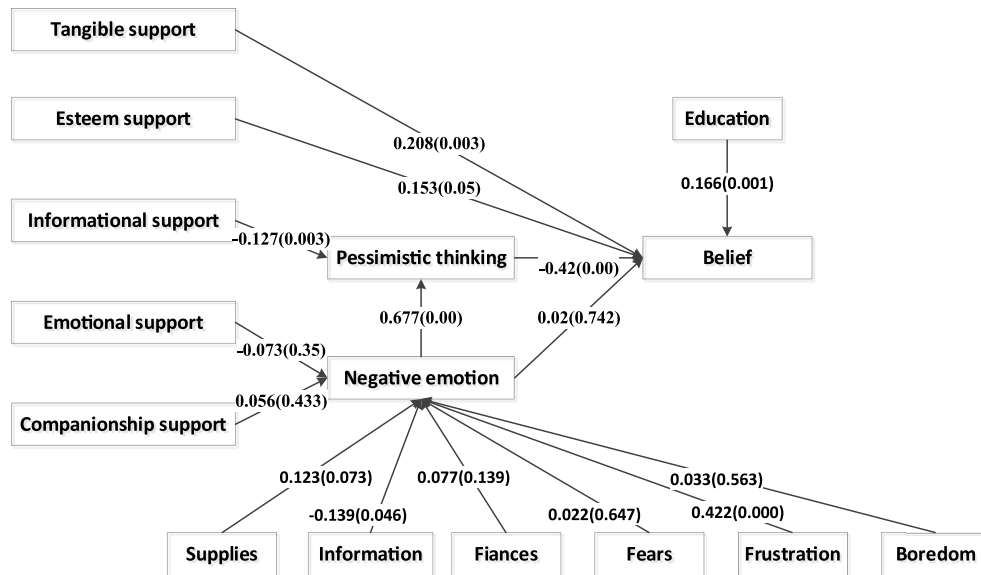 Tangible support
Esteem support
Education
0.208(0.003)
0.153(0.05)
0.166(0.001)
Informational support
-0.127(0.003)
Pessimistic thinking
-0.42(0.00)
Belief
Emotional support
0.677(0.00)
0.02(0.742)
-0.073(0.35)
Negative emotion
0.056(0.433)
Companionship support
0.123(0.073)
0.077(0.139)
0.033(0.563)
-0.139(0.046)
0.022(0.647)
0.422(0.000)
Supplies
Information
Fiances
Fears
Frustration
Boredom